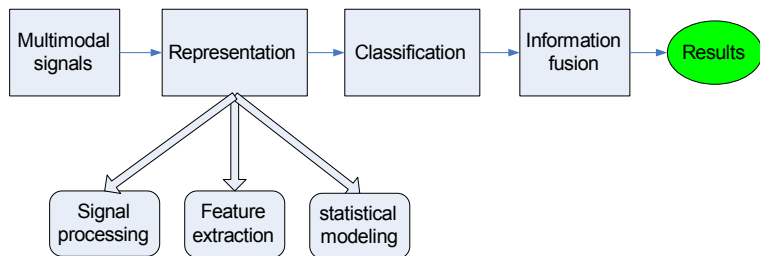 Multimodal
signals
Representation
Classification
Information
fusion
Results
Signal
processing
Feature
extraction
statistical
modeling